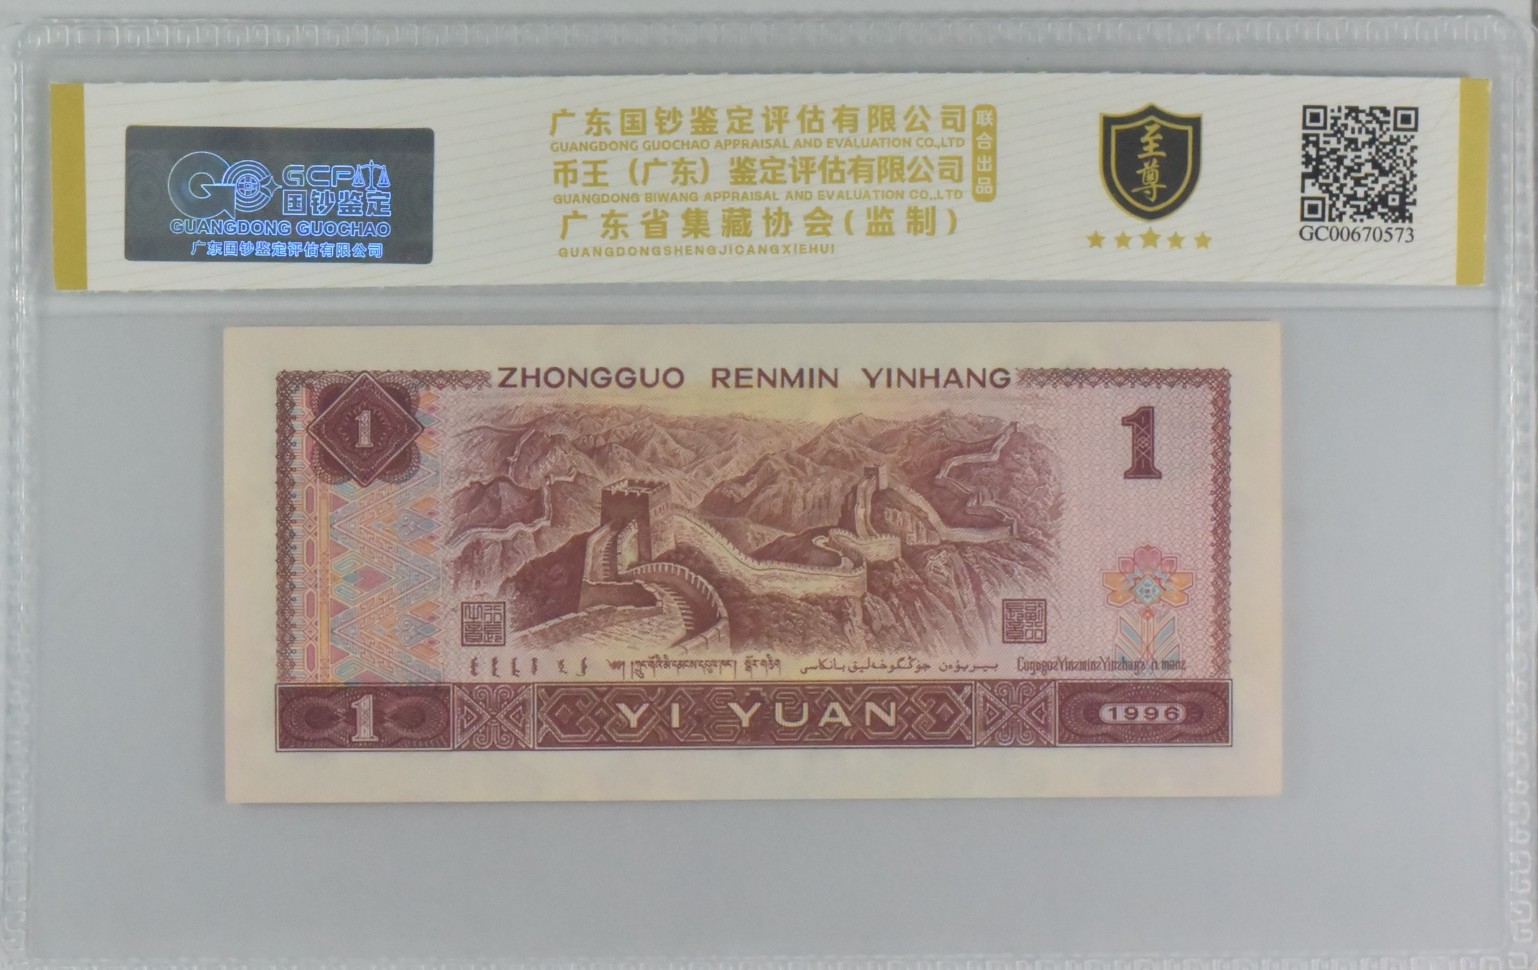 GCP
国钞鉴定
GUANGDONG GUOCHAO
广东国钞鉴定评估有限公司
广东国钞鉴定评估有限公司
GUANGDONG GUOCHAO APPRAISAL AND EVALUATION CO.,LTD
币王（广东）鉴定评估有限公司
GUANGDONG BIWANG APPRAISAL AND EVALUATION CO.,LTD
联合出品
广东省集藏协会(监制)
GUANGDONGSHENGJICANGXIEHUI
至尊
GC00670573
ZHONGGUO RENMIN YINHANG
1
1
CungγozYinzminzYinzhangz It manz
1
YI YUAN
1996